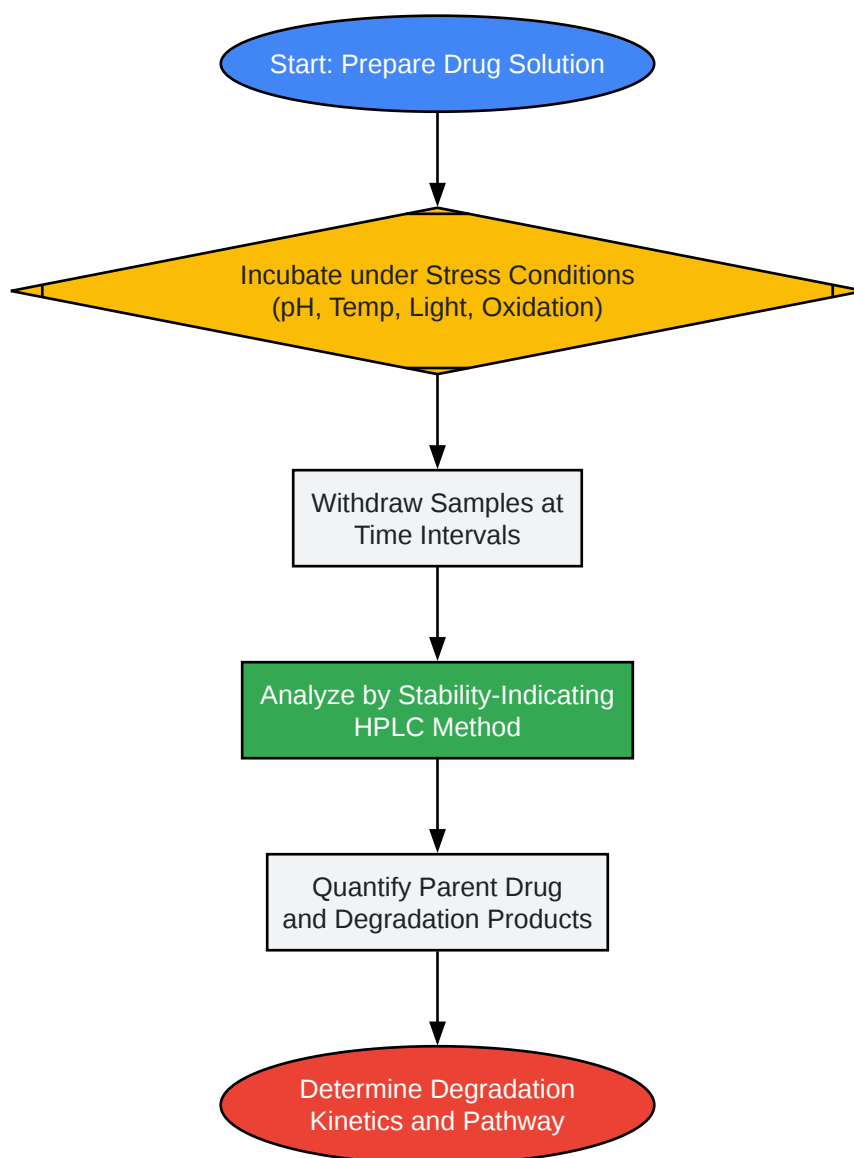 Start: Prepare Drug Solution
Incubate under Stress Conditions
(pH, Temp, Light, Oxidation)
Withdraw Samples at
Time Intervals
Analyze by Stability-Indicating
HPLC Method
Quantify Parent Drug
and Degradation Products
Determine Degradation
Kinetics and Pathway